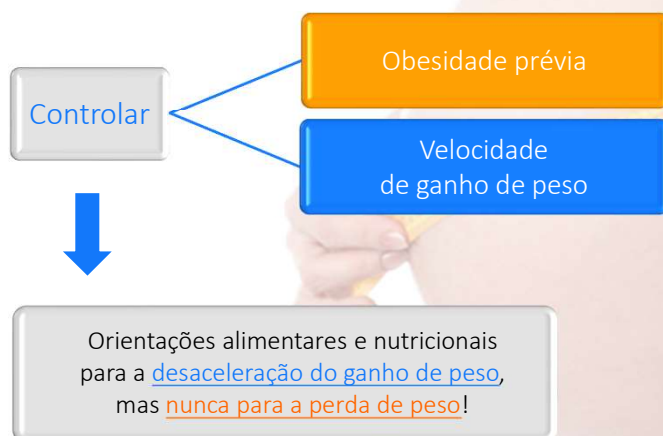 Obesidade prévia
Controlar
Velocidade
de ganho de peso
Orientações alimentares e nutricionais
para a desaceleração do ganho de peso,
mas nunca para a perda de peso!